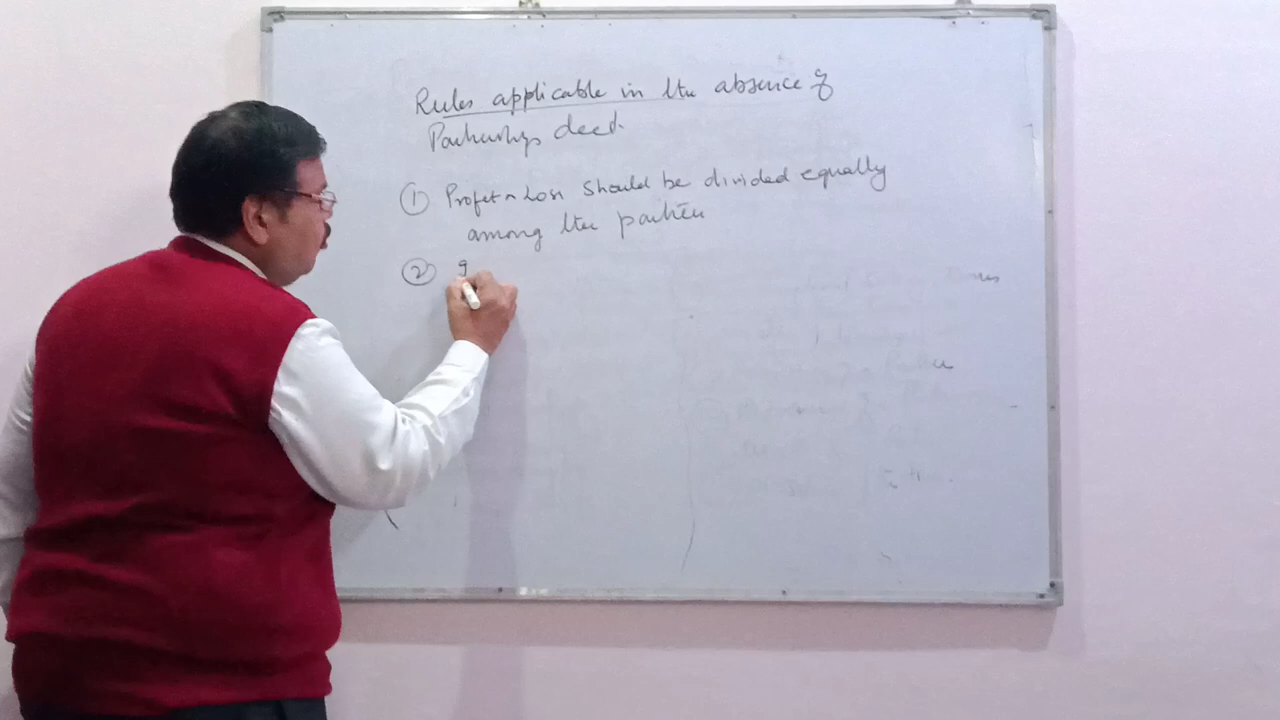 Rules applicable in the absence of
Partnership deed.
① Profit or Loss should be divided equally
among the partners
②